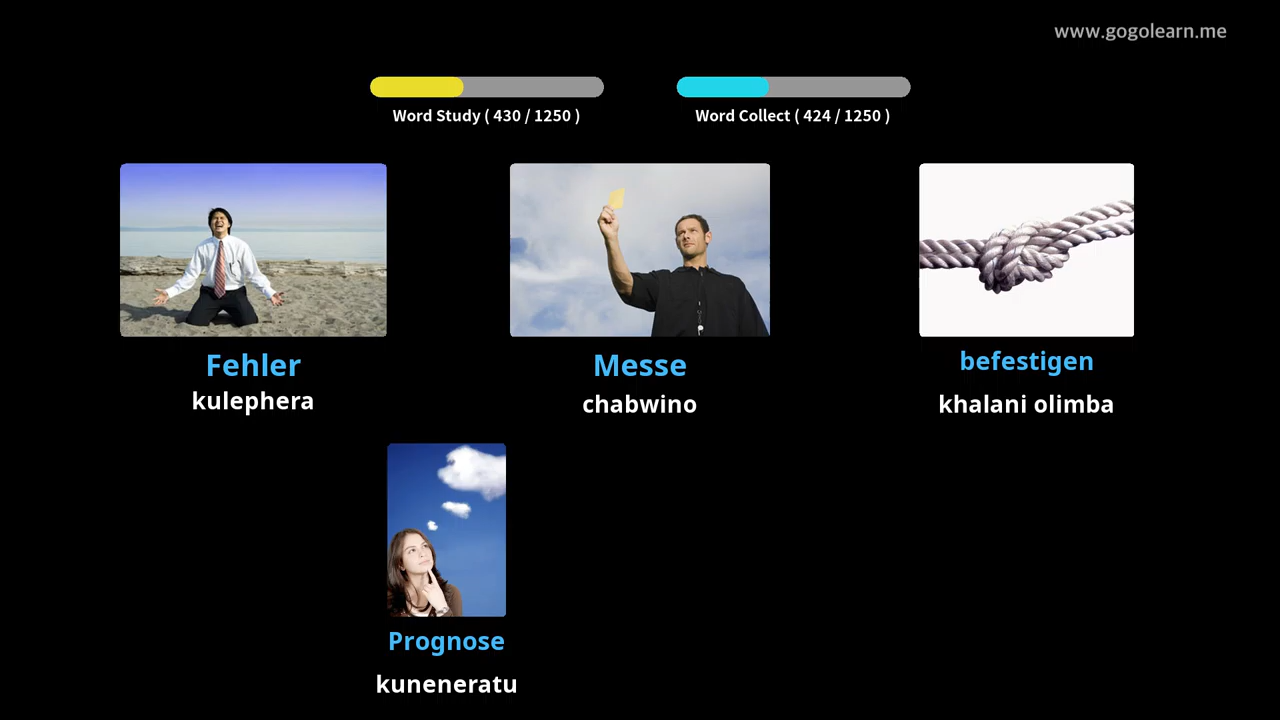 www.gogolearn.me
Word Study ( 430 / 1250 )
Word Collect ( 424 / 1250 )
Fehler
kulephera
Messe
chabwino
befestigen
khalani olimba
Prognose
kuneneratu